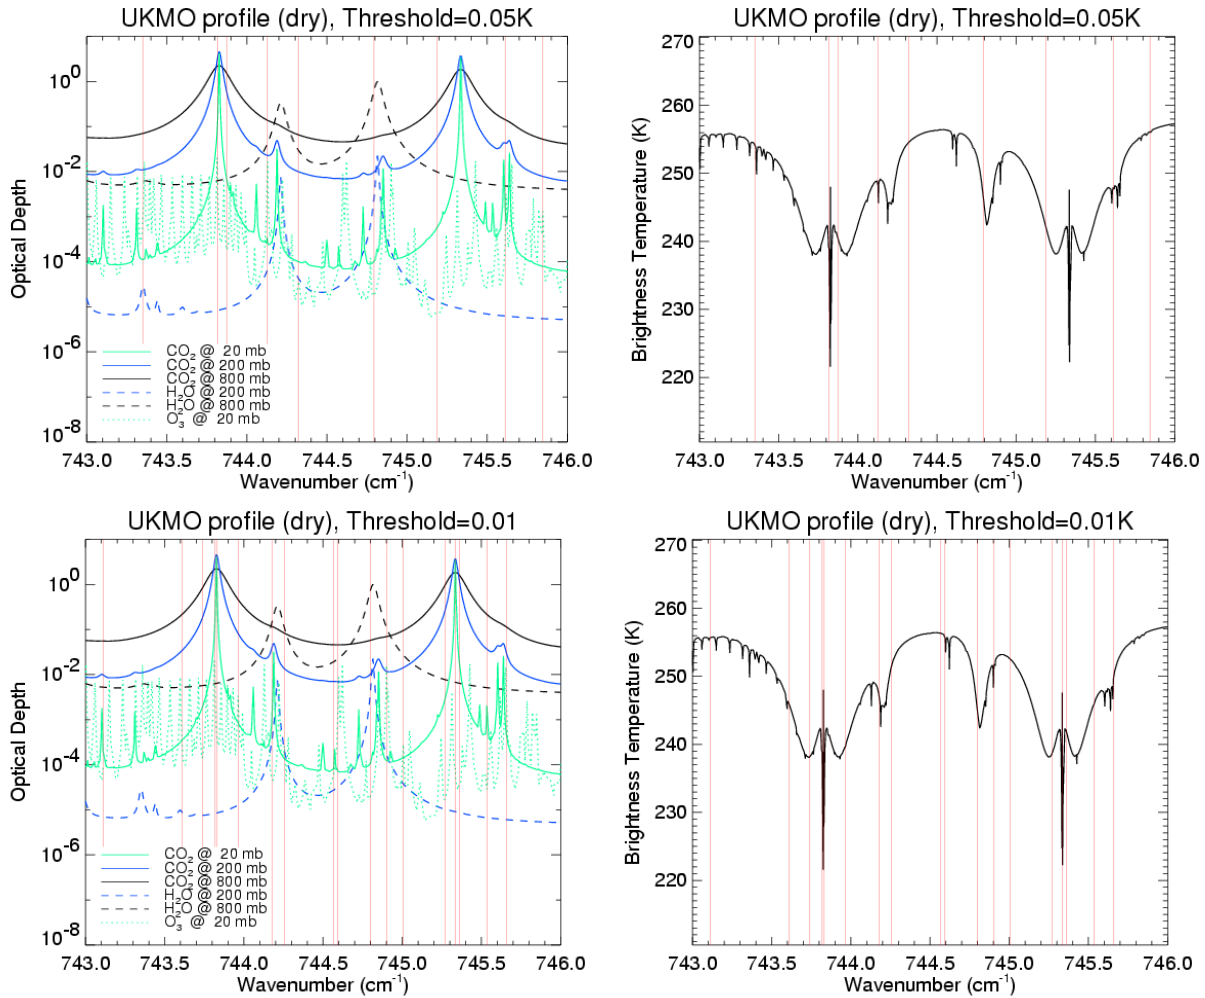 UKMO profile (dry), Threshold=0.05K
Optical Depth
10⁰
10⁻²
10⁻⁴
10⁻⁶
10⁻⁸
CO₂ @ 20 mb
CO₂ @ 200 mb
CO₂ @ 800 mb
H₂O @ 200 mb
H₂O @ 800 mb
O₃ @ 20 mb
743.0 743.5 744.0 744.5 745.0 745.5 746.0
Wavenumber (cm⁻¹)
UKMO profile (dry), Threshold=0.05K
Brightness Temperature (K)
270
260
250
240
230
220
743.0 743.5 744.0 744.5 745.0 745.5 746.0
Wavenumber (cm⁻¹)
UKMO profile (dry), Threshold=0.01
Optical Depth
10⁰
10⁻²
10⁻⁴
10⁻⁶
10⁻⁸
CO₂ @ 20 mb
CO₂ @ 200 mb
CO₂ @ 800 mb
H₂O @ 200 mb
H₂O @ 800 mb
O₃ @ 20 mb
743.0 743.5 744.0 744.5 745.0 745.5 746.0
Wavenumber (cm⁻¹)
UKMO profile (dry), Threshold=0.01K
Brightness Temperature (K)
270
260
250
240
230
220
743.0 743.5 744.0 744.5 745.0 745.5 746.0
Wavenumber (cm⁻¹)